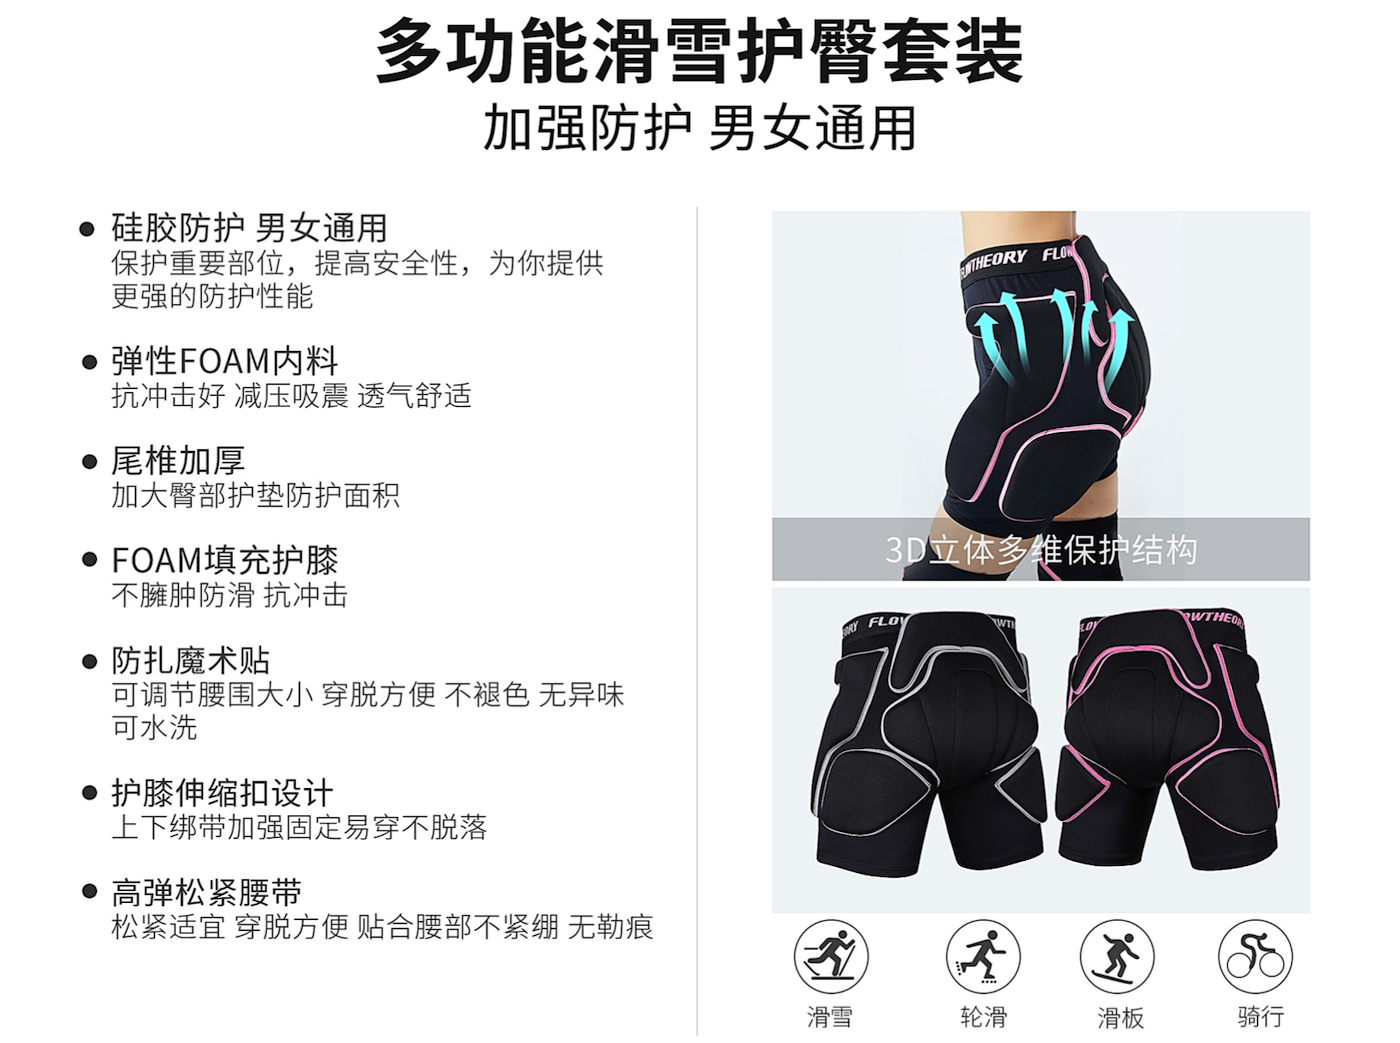 多功能滑雪护臀套装
加强防护 男女通用
硅胶防护 男女通用
保护重要部位，提高安全性，为你提供
更强的防护性能
弹性FOAM内料
抗冲击好 减压吸震 透气舒适
尾椎加厚
加大臀部护垫防护面积
FOAM填充护膝
不臃肿防滑 抗冲击
防扎魔术贴
可调节腰围大小 穿脱方便 不褪色 无异味
可水洗
护膝伸缩扣设计
上下绑带加强固定易穿不脱落
高弹松紧腰带
松紧适宜 穿脱方便 贴合腰部不紧绷 无勒痕
FLOWTHEORY FLOW
3D立体多维保护结构
ORY FLOW
OWTH
FLOW
OWTHEORY
滑雪
轮滑
滑板
骑行